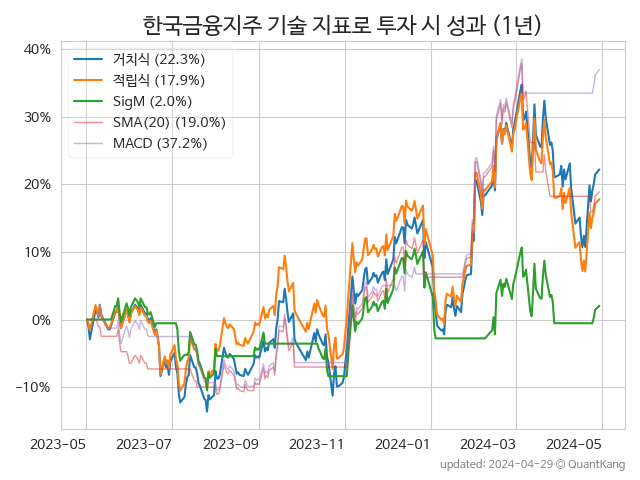 한국금융지주 기술 지표로 투자 시 성과 (1년)
40%
30%
20%
10%
0%
−10%
거치식 (22.3%)
적립식 (17.9%)
SigM (2.0%)
SMA(20) (19.0%)
MACD (37.2%)
2023-05
2023-07
2023-09
2023-11
2024-01
2024-03
2024-05
updated: 2024-04-29 © QuantKang